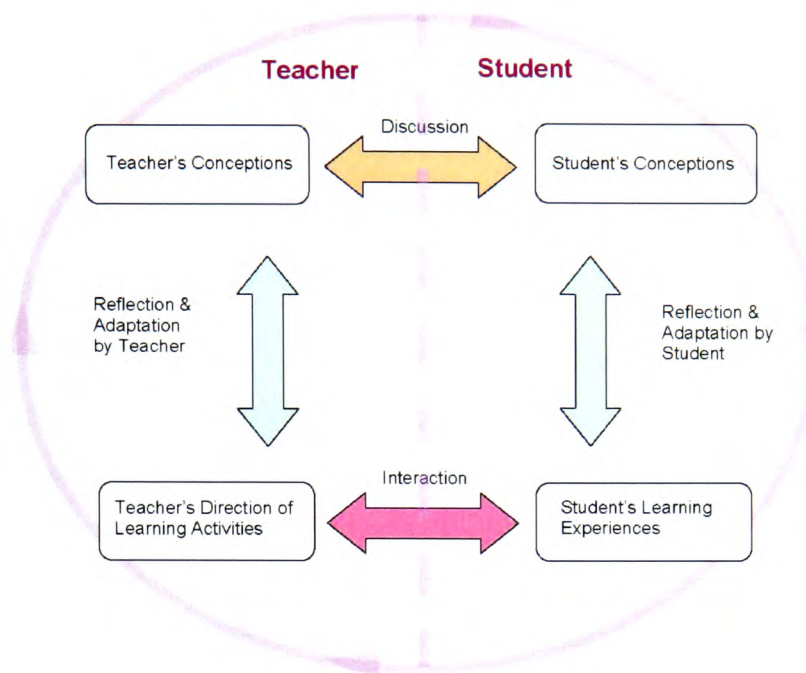 Teacher Student
Discussion
Teacher's Conceptions
Student's Conceptions
Reflection &
Adaptation
by Teacher
Reflection &
Adaptation by
Student
Interaction
Teacher's Direction of
Learning Activities
Student's Learning
Experiences